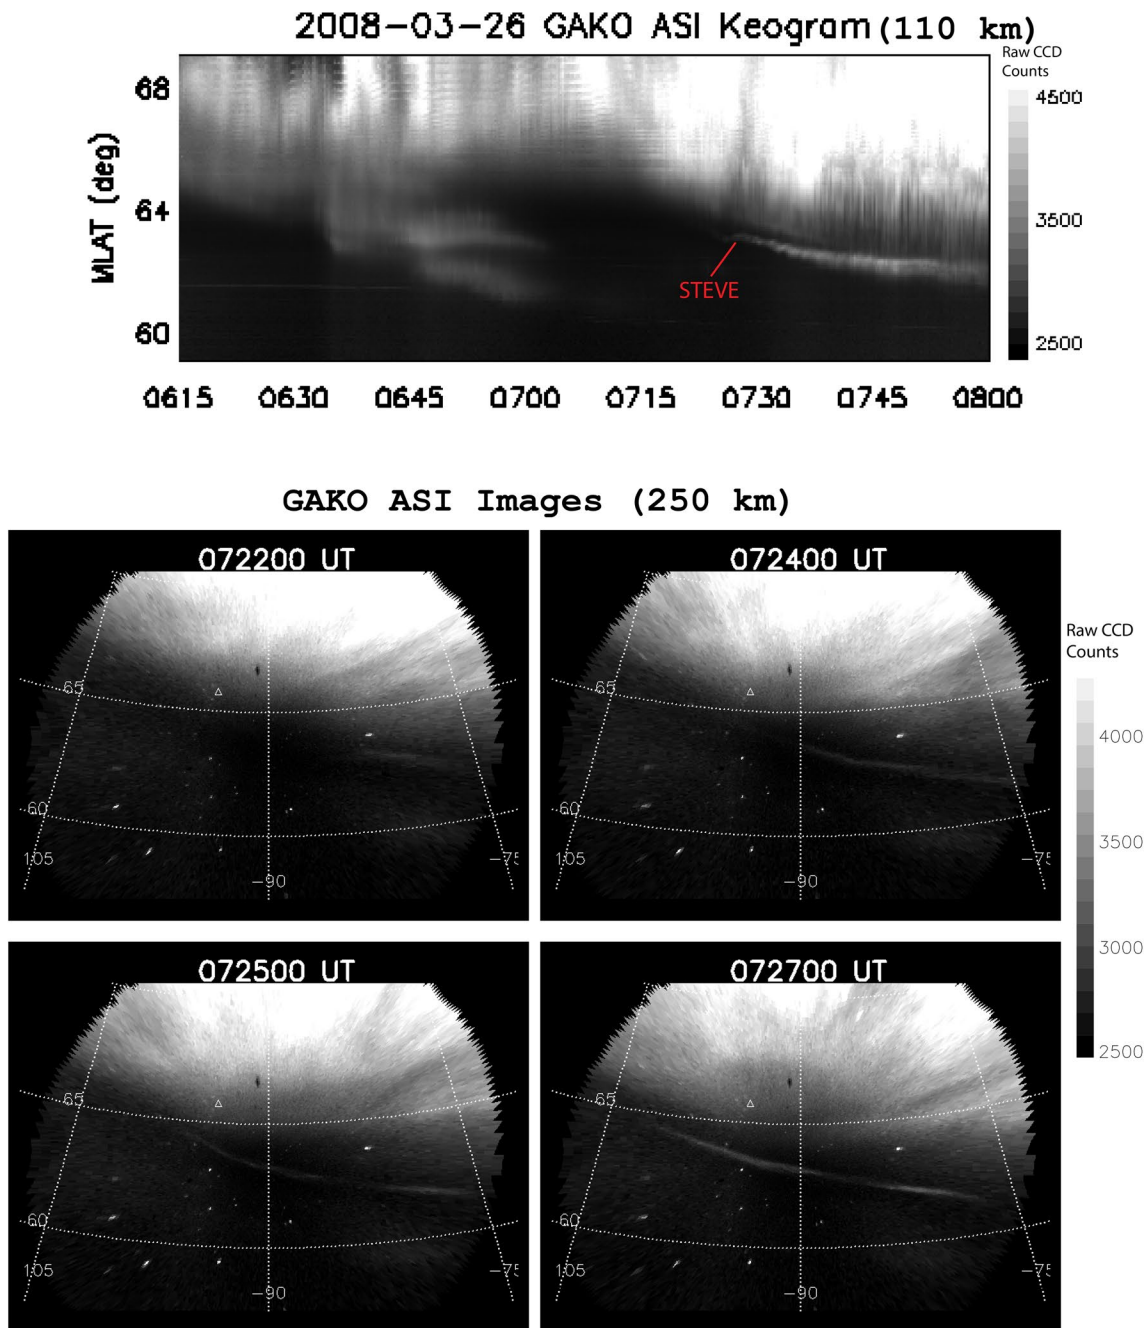 2008-03-26 GAKO ASI Keogram (110 km)
Raw CCD
Counts
68
64
60
MLAT (deg)
STEVE
4500
3500
2500
0615 0630 0645 0700 0715 0730 0745 0800
GAKO ASI Images (250 km)
072200 UT
65
60
105
-90
-75
072400 UT
65
60
105
-90
-75
Raw CCD
Counts
4000
3500
3000
2500
072500 UT
65
60
105
-90
-75
072700 UT
65
60
105
-90
-75